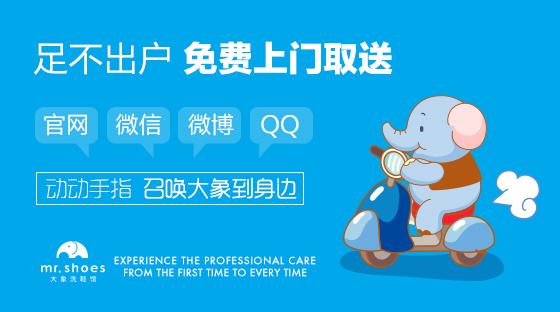 足不出户 免费上门取送
官网 微信 微博 QQ
动动手指 召唤大象到身边
mr.shoes
大象洗鞋馆
EXPERIENCE THE PROFESSIONAL CARE
FROM THE FIRST TIME TO EVERY TIME